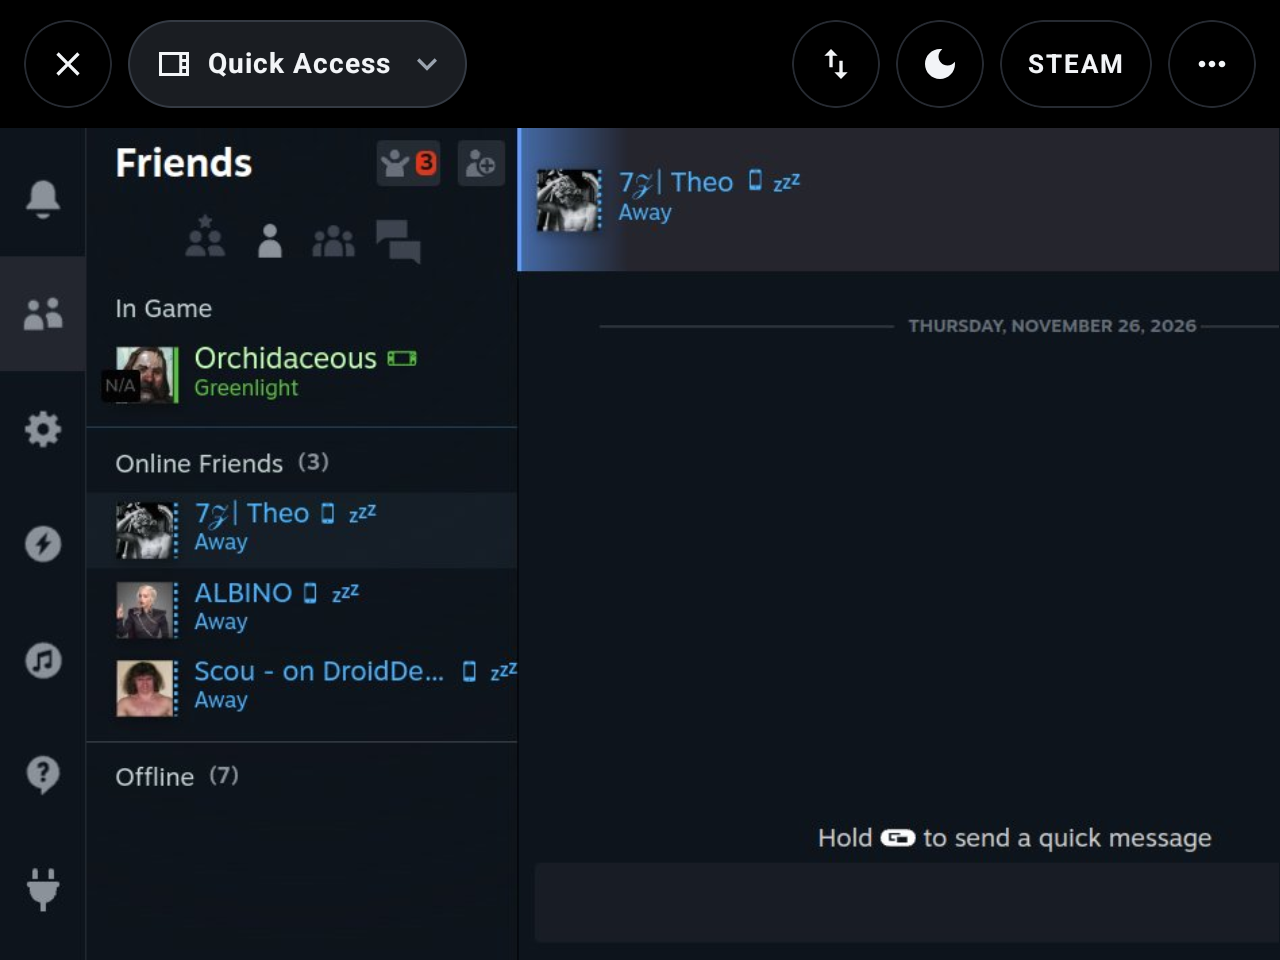 Quick Access
STEAM
Friends
3
In Game
N/A
Orchidaceous
Greenlight
Online Friends (3)
7𝓏| Theo zzz
Away
ALBINO zzz
Away
Scou - on DroidDe... zzz
Away
Offline (7)
7𝓏| Theo zzz
Away
THURSDAY, NOVEMBER 26, 2026
Hold to send a quick message